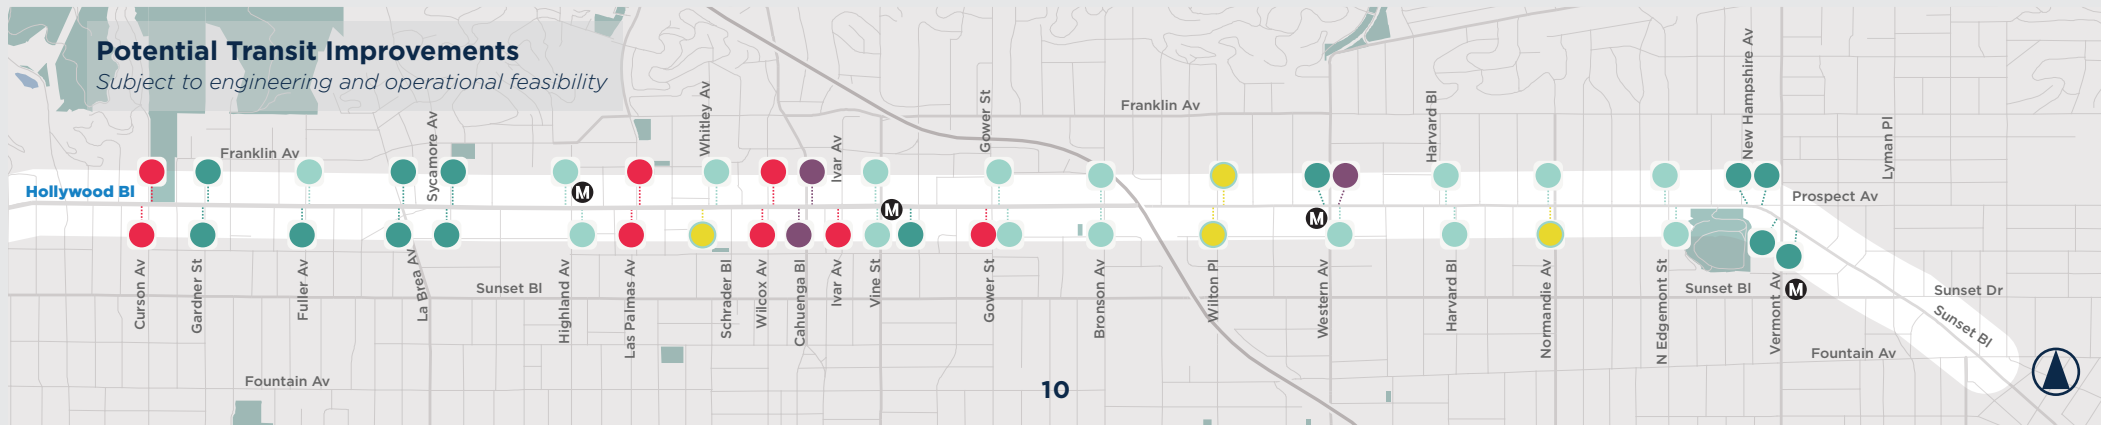 Potential Transit Improvements
Subject to engineering and operational feasibility
Franklin Av
Sycamore Av
Whitley Av
Ivar Av
Gower St
Franklin Av
Harvard Bl
New Hampshire Av
Lyman Pl
Hollywood Bl
M
M
M
Prospect Av
Curson Av
Gardner St
Fuller Av
La Brea Av
Sunset Bl
Highland Av
Las Palmas Av
Schrader Bl
Wilcox Av
Cahuenga Bl
Ivar Av
Vine St
Gower St
Bronson Av
Wilton Pl
Western Av
Harvard Bl
Normandie Av
N Edgemont St
Sunset Bl
Vermont Av
M
Sunset Dr
Sunset Bl
Fountain Av
Fountain Av
10